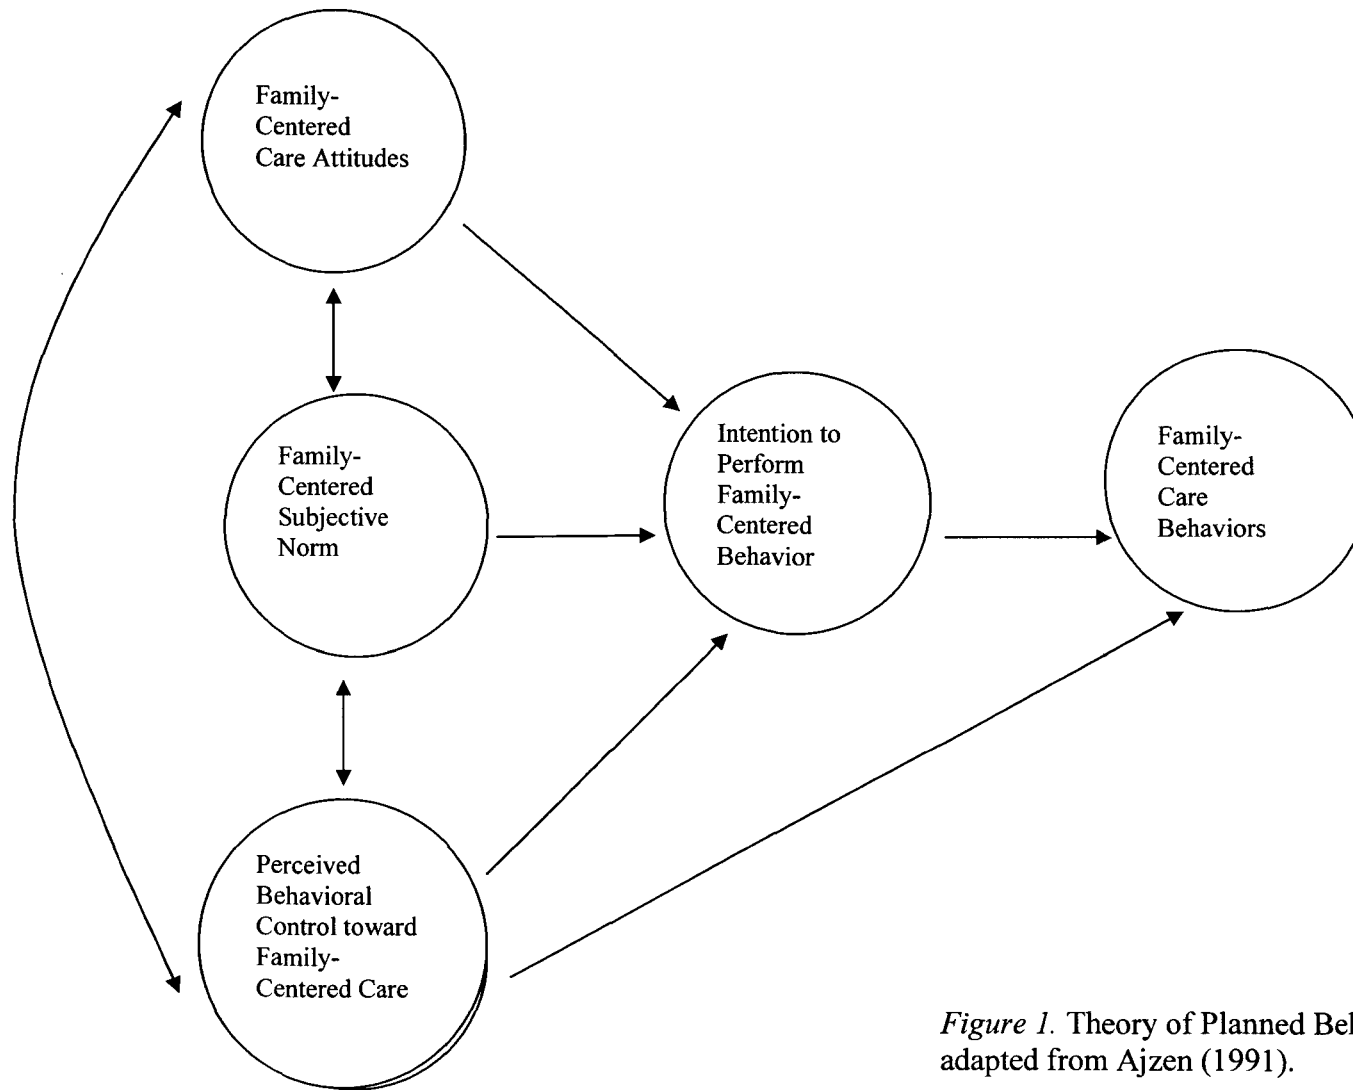 Family-
Centered
Care Attitudes
Family-
Centered
Subjective
Norm
Intention to
Perform
Family-
Centered
Behavior
Family-
Centered
Care
Behaviors
Perceived
Behavioral
Control toward
Family-
Centered Care
Figure 1. Theory of Planned
adapted from Ajzen (1991).